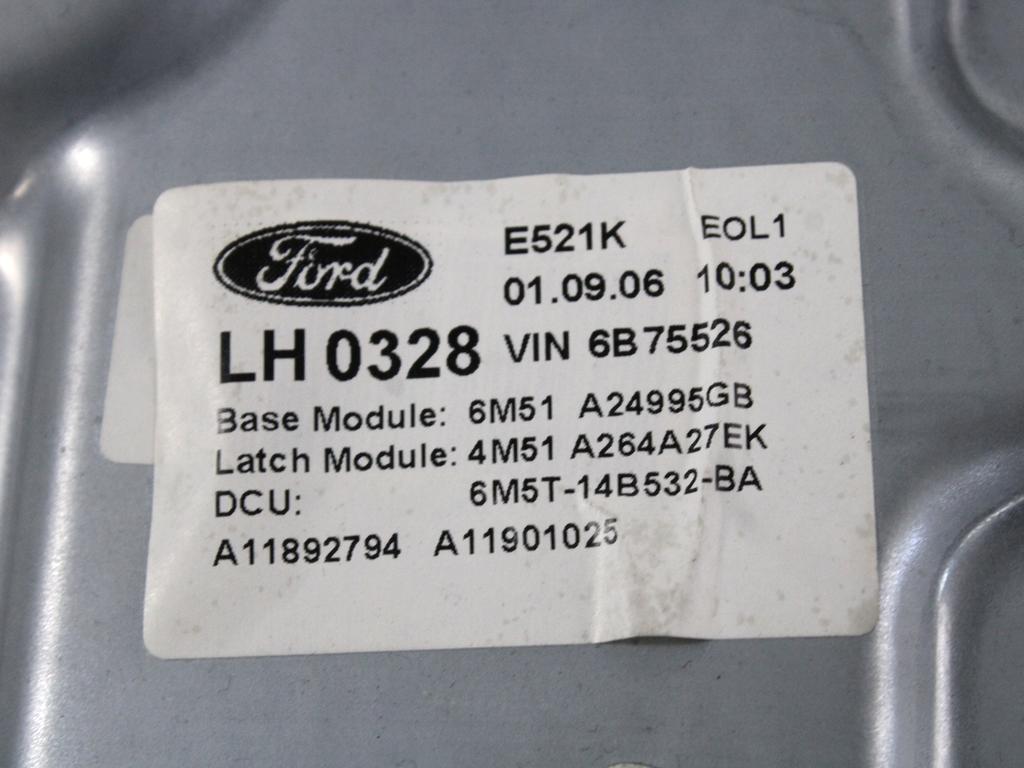 Ford
E521K EOL1
01.09.06 10:03
LH 0328 VIN 6B75526
Base Module: 6M51 A24995GB
Latch Module: 4M51 A264A27EK
DCU: 6M5T-14B532-BA
A11892794 A11901025